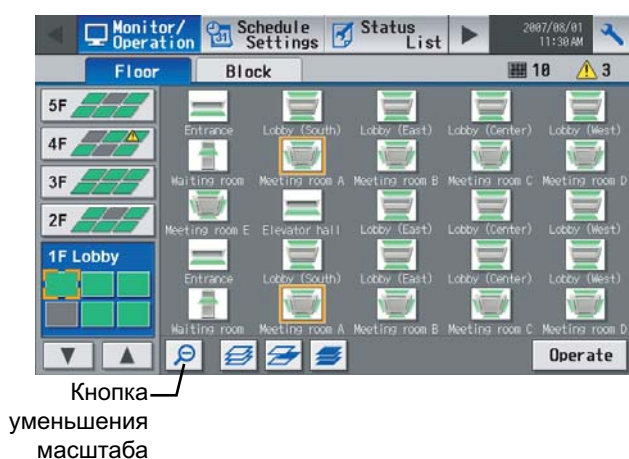 Monitor/
Operation
31
Schedule
Settings
Status
List
2007/08/01
11:30AM
Floor
Block
10
3
5F
Entrance
Lobby (South)
Lobby (East)
Lobby (Center)
Lobby (West)
4F
Waiting room
Meeting room A
Meeting room B
Meeting room C
Meeting room D
3F
2F
Meeting room E
Elevator hall
Lobby (East)
Lobby (Center)
Lobby (West)
1F Lobby
Entrance
Lobby (South)
Lobby (East)
Lobby (Center)
Lobby (West)
Waiting room
Meeting room A
Meeting room B
Meeting room C
Meeting room D
Operate
Кнопка
уменьшения
масштаба